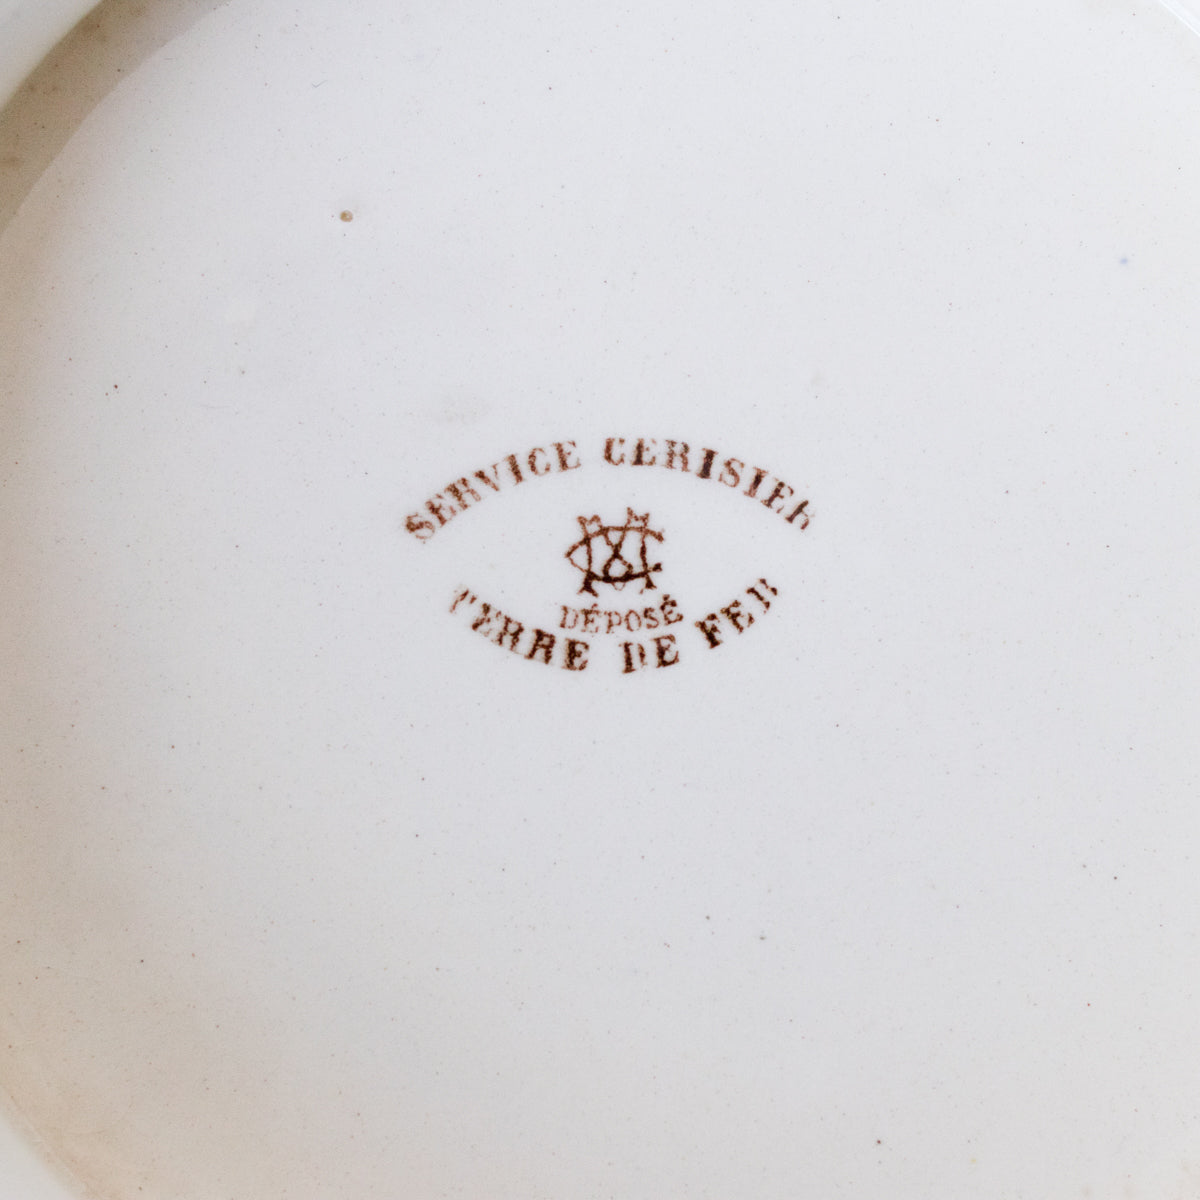 SERVICE CERISIER
DÉPOSÉ
TERRE DE FER